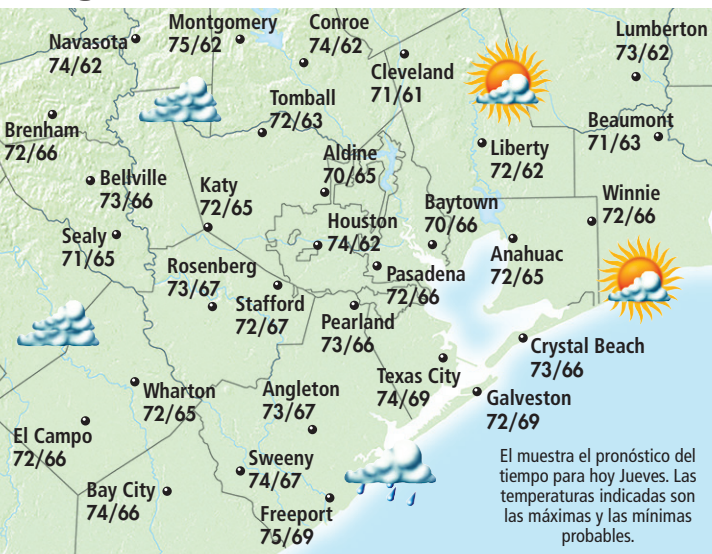 Montgomery
75/62
Conroe
74/62
Lumberton
73/62
Navasota
74/62
Cleveland
71/61
Tomball
72/63
Brenham
72/66
Beaumont
71/63
Liberty
72/62
Aldine
70/65
Bellville
73/66
Katy
72/65
Baytown
70/66
Winnie
72/66
Houston
74/62
Sealy
71/65
Anahuac
72/65
Rosenberg
73/67
Pasadena
72/66
Stafford
72/67
Pearland
73/66
Crystal Beach
73/66
Texas City
74/69
Wharton
72/65
Angleton
73/67
Galveston
72/69
El Campo
72/66
Sweeny
74/67
Bay City
74/66
Freeport
75/69
El muestra el pronóstico del
tiempo para hoy Jueves. Las
temperaturas indicadas son
las máximas y las mínimas
probables.